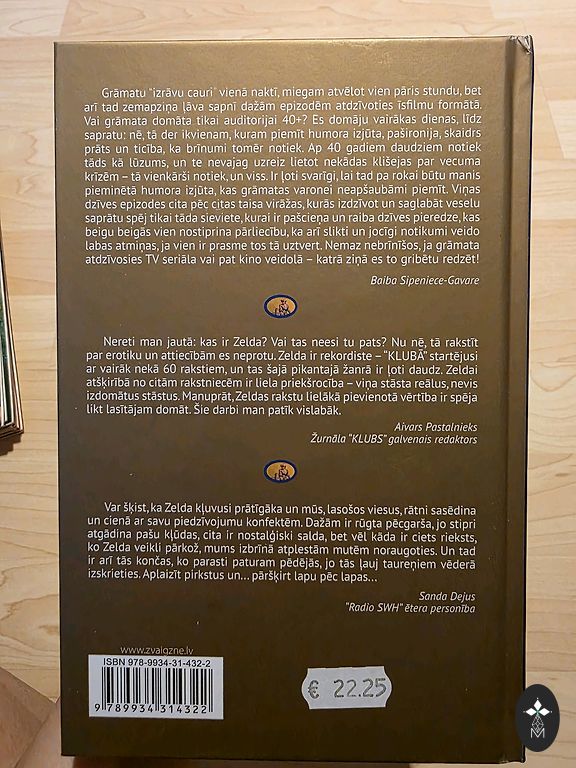 Grāmatu "izrāvu cauri" vienā naktī, miegam atvēlot vien pāris stundu, bet
arī tad zemapziņa ļāva sapnī dažām epizodēm atdzīvoties īsfilmu formātā.
Vai grāmata domāta tikai auditorijai 40+? Es domāju vairākas dienas, līdz
sapratu: nē, tā der ikvienam, kuram piemīt humora izjūta, pašironija, skaidrs
prāts un ticība, ka brīnumi tomēr notiek. Ap 40 gadiem daudziem notiek
tāds kā lūzums, un te nevajag uzreiz lietot nekādas klišejas par vecuma
krīzēm – tā vienkārši notiek, un viss. Ir ļoti svarīgi, lai tad pa rokai būtu manis
pieminētā humora izjūta, kas grāmatas varonei neapšaubāmi piemīt. Viņas
dzīves epizodes cita pēc citas taisa virāžas, kurās izdzīvot un saglabāt veselu
saprātu spēj tikai tāda sieviete, kurai ir pašcieņa un raiba dzīves pieredze, kas
beigu beigās vien nostiprina pārliecību, ka arī slikti un jocīgi notikumi veido
labas atmiņas, ja vien ir prasme tos tā uztvert. Nemaz nebrīnīšos, ja grāmata
atdzīvosies TV seriāla vai pat kino veidolā – katrā ziņā es to gribētu redzēt!
Baiba Sipeniece-Gavare
Nereti man jautā: kas ir Zelda? Vai tas neesi tu pats? Nu nē, tā rakstīt
par erotiku un attiecībām es neprotu. Zelda ir rekordiste – "KLUBĀ" startējusi
ar vairāk nekā 60 rakstiem, un tas šajā pikantajā žanrā ir ļoti daudz. Zeldai
atšķirībā no citām rakstniecēm ir liela priekšrocība – viņa stāsta reālus, nevis
izdomātus stāstus. Manuprāt, Zeldas rakstu lielākā pievienotā vērtība ir spēja
likt lasītājam domāt. Šie darbi man patīk vislabāk.
Aivars Pastalnieks
Žurnāla "KLUBS" galvenais redaktors
Var šķist, ka Zelda kļuvusi prātīgāka un mūs, lasošos viesus, rātni sasēdina
un cienā ar savu piedzīvojumu konfektēm. Dažām ir rūgta pēcgarša, jo stipri
atgādina pašu kļūdas, cita ir nostalģiski salda, bet vēl kāda ir ciets rieksts,
ko Zelda veikli pārkož, mums izbrīnā atplestām mutēm noraugoties. Un tad
ir arī tās končas, ko parasti paturam pēdējās, jo tās ļauj taureņiem vēderā
izskrieties. Aplaizīt pirkstus un... pāršķirt lapu pēc lapas...
Sanda Dejus
"Radio SWH" ētera personība
www.zvaigzne.lv
ISBN 978-9934-31-432-2
9 789934 314322
€ 22.25